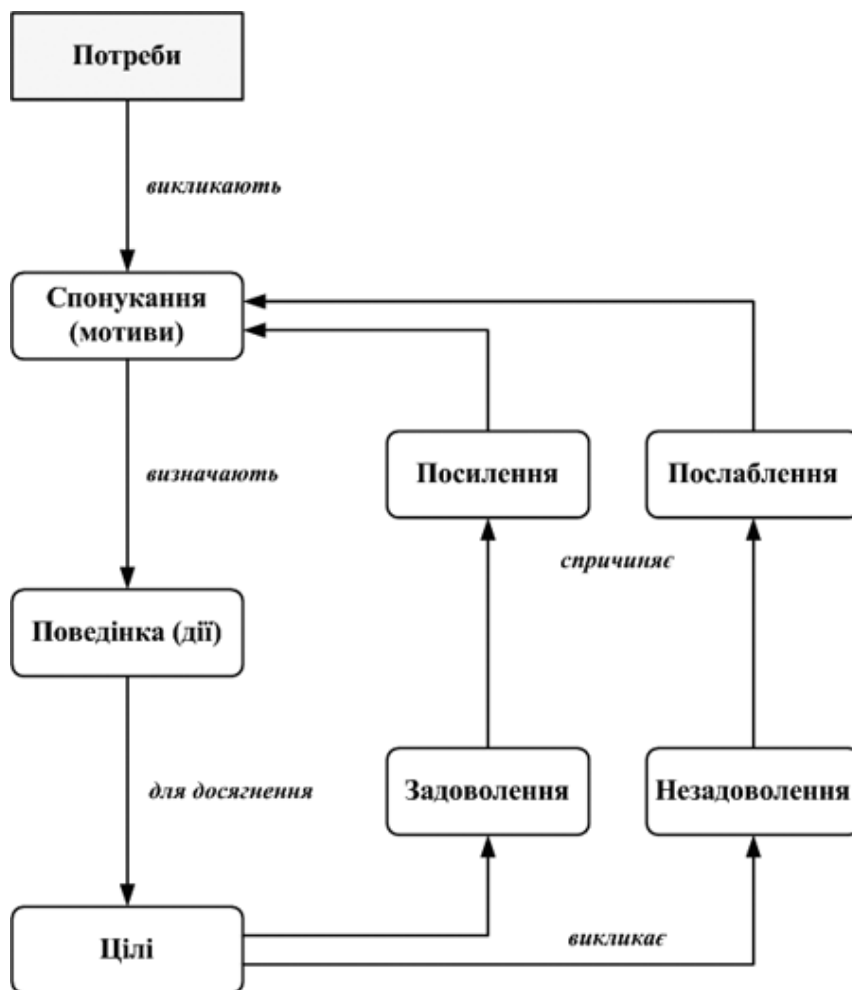 Потреби
викликають
Спонукання
(мотиви)
визначають
Посилення
Послаблення
спричиняє
Поведінка (дії)
для досягнення
Задоволення
Незадоволення
Цілі
викликає